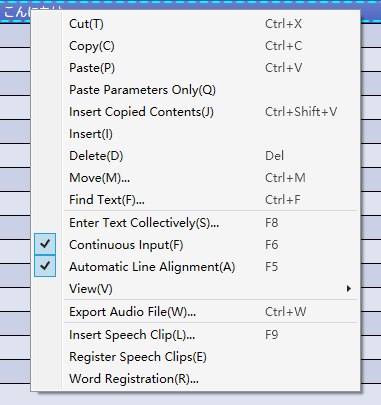 こんにちは
Cut(T) Ctrl+X
Copy(C) Ctrl+C
Paste(P) Ctrl+V
Paste Parameters Only(Q)
Insert Copied Contents(J) Ctrl+Shift+V
Insert(I)
Delete(D) Del
Move(M)... Ctrl+M
Find Text(F)... Ctrl+F
Enter Text Collectively(S)... F8
Continuous Input(F) F6
Automatic Line Alignment(A) F5
View(V)
Export Audio File(W)... Ctrl+W
Insert Speech Clip(L)... F9
Register Speech Clips(E)
Word Registration(R)...